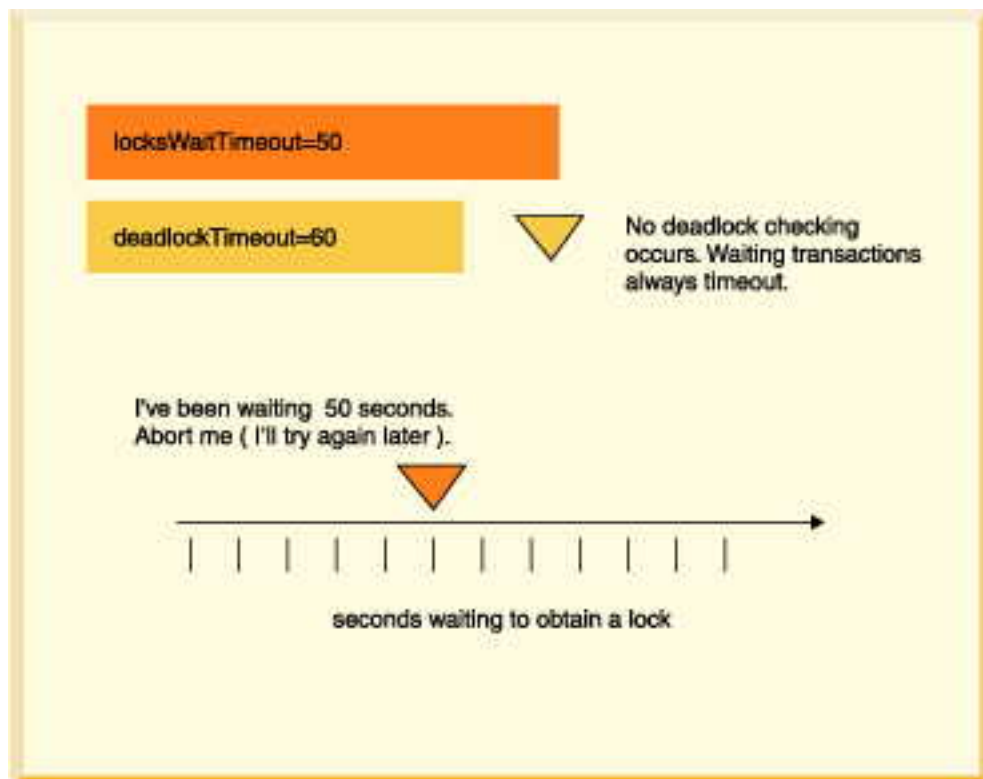 locksWaitTimeout=50
deadlockTimeout=60
No deadlock checking
occurs. Waiting transactions
always timeout.
I've been waiting  50 seconds.
Abort me ( I'll try again later ).
seconds waiting to obtain a lock